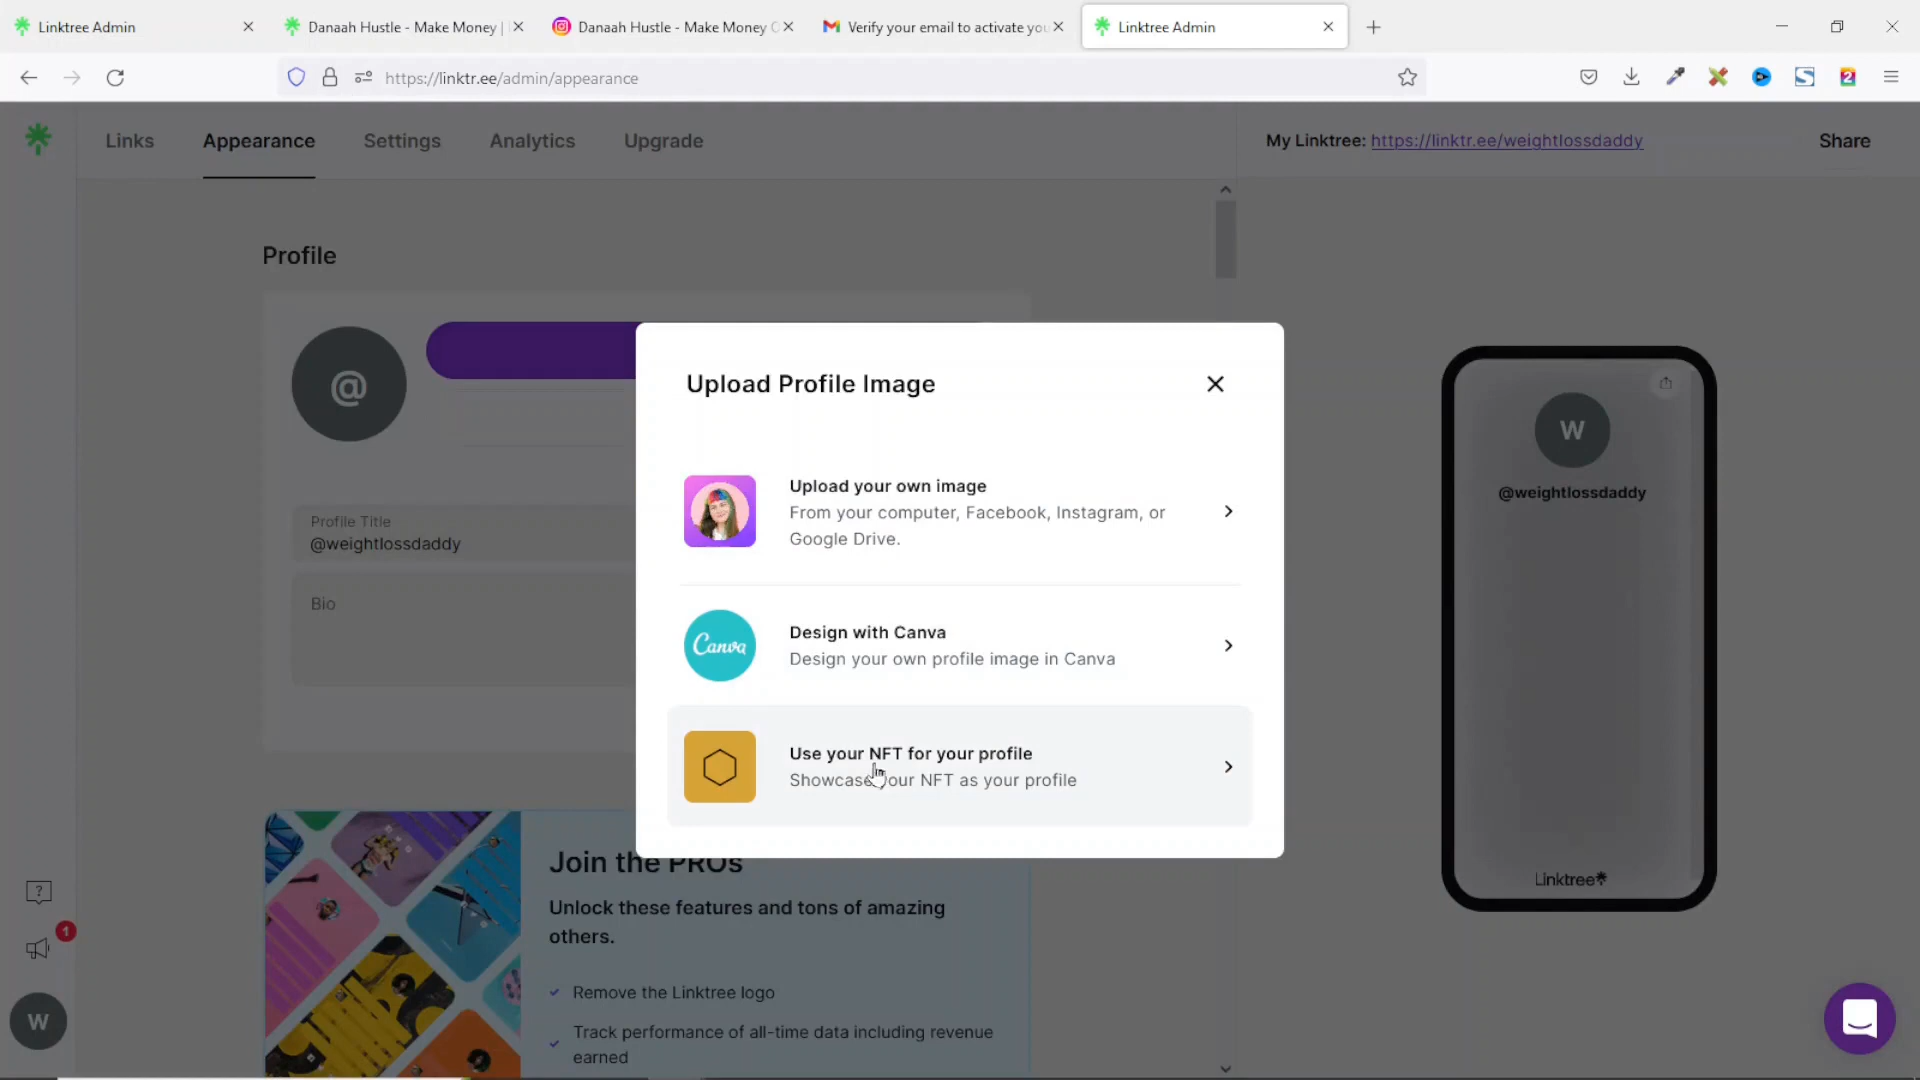 Linktree Admin
Danaah Hustle - Make Money |
Danaah Hustle - Make Money
Verify your email to activate
Linktree Admin
https://linktr.ee/admin/appearance
2
Links
Appearance
Settings
Analytics
Upgrade
My Linktree: https://linktr.ee/weightlossdaddy
Share
Profile
@
Profile Title
@weightlossdaddy
Bio
Upload Profile Image
Upload your own image
From your computer, Facebook, Instagram, or
Google Drive.
Canva
Design with Canva
Design your own profile image in Canva
Use your NFT for your profile
Showcase your NFT as your profile
Join the PROs
Unlock these features and tons of amazing
others.
Remove the Linktree logo
Track performance of all-time data including revenue
earned
W
@weightlossdaddy
Linktree
?
1
W